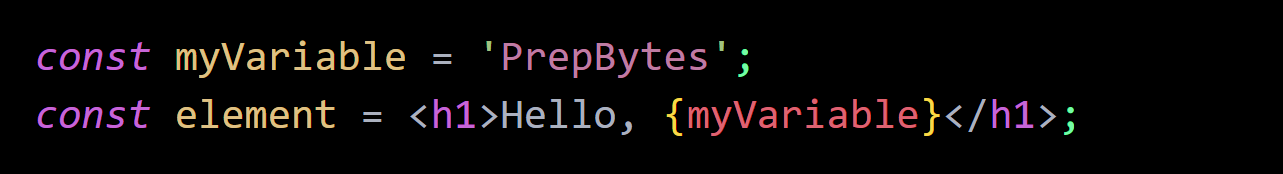 const myVariable = 'PrepBytes';
const element = <h1>Hello, {myVariable}</h1>;